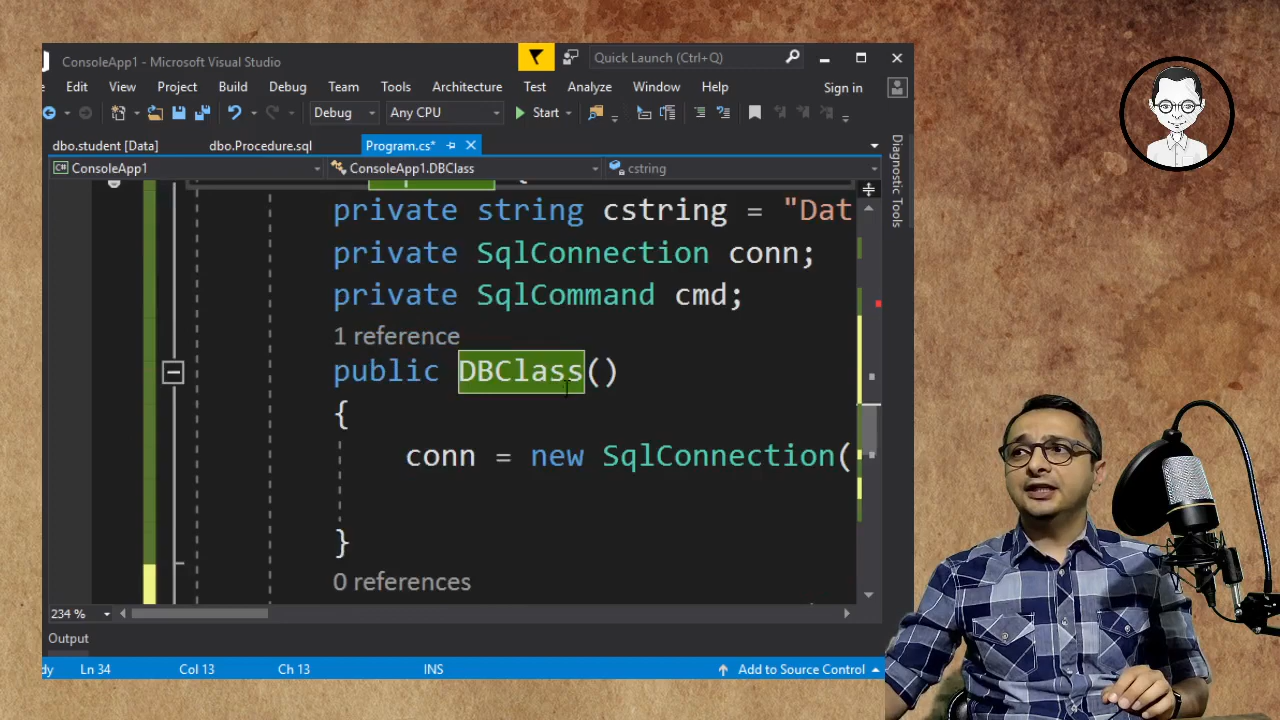 ConsoleApp1 - Microsoft Visual Studio
Quick Launch (Ctrl+Q)
Edit View Project Build Debug Team Tools Architecture Test Analyze Window Help Sign in
Debug Any CPU Start
dbo.student [Data] dbo.Procedure.sql Program.cs*
ConsoleApp1 ConsoleApp1.DBClass cstring
Diagnostic Tools
private string cstring = "Dat
private SqlConnection conn;
private SqlCommand cmd;
1 reference
public DBClass()
{
conn = new SqlConnection(
}
0 references
234 %
Output
dy Ln 34 Col 13 Ch 13 INS Add to Source Control